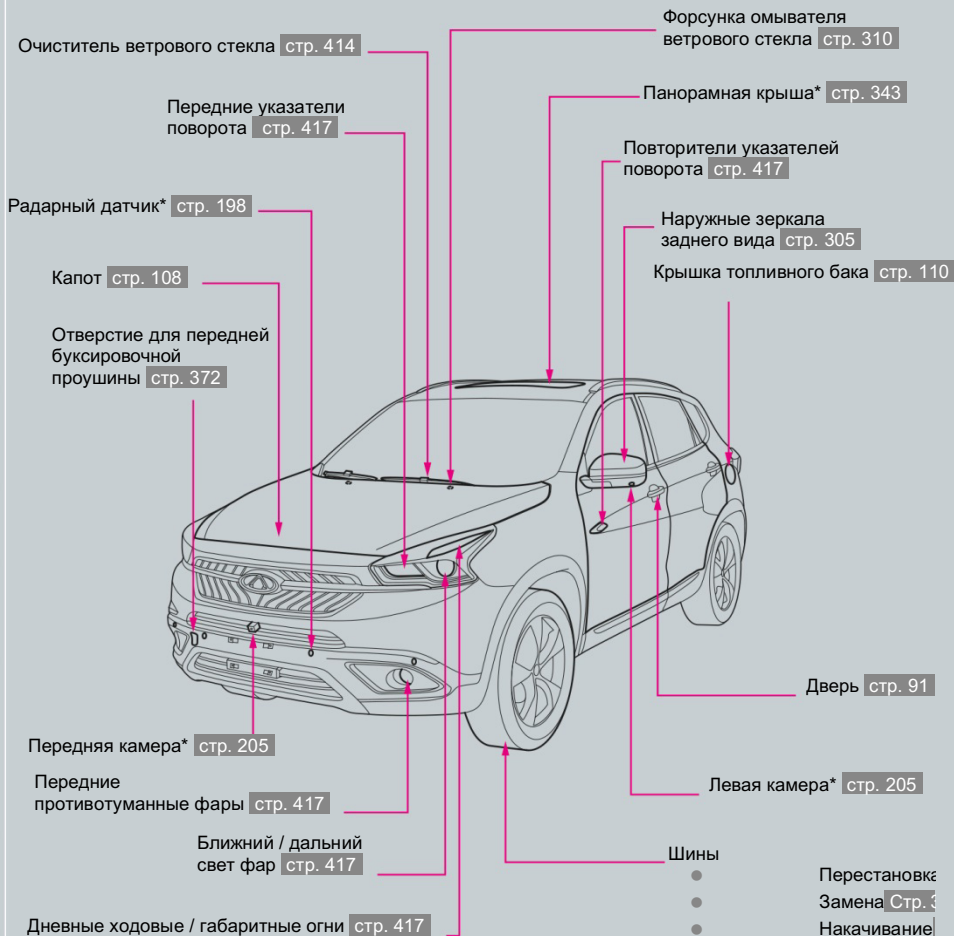 Форсунка омывателя
ветрового стекла стр. 310
Очиститель ветрового стекла стр. 414
Панорамная крыша* стр. 343
Передние указатели
поворота стр. 417
Повторители указателей
поворота стр. 417
Радарный датчик* стр. 198
Наружные зеркала
заднего вида стр. 305
Капот стр. 108
Крышка топливного бака стр. 110
Отверстие для передней
буксировочной
проушины стр. 372
Дверь стр. 91
Передняя камера* стр. 205
Передние
противотуманные фары стр. 417
Левая камера* стр. 205
Ближний / дальний
свет фар стр. 417
Шины
Перестановка
Замена Стр.
Накачивание
Дневные ходовые / габаритные огни стр. 417